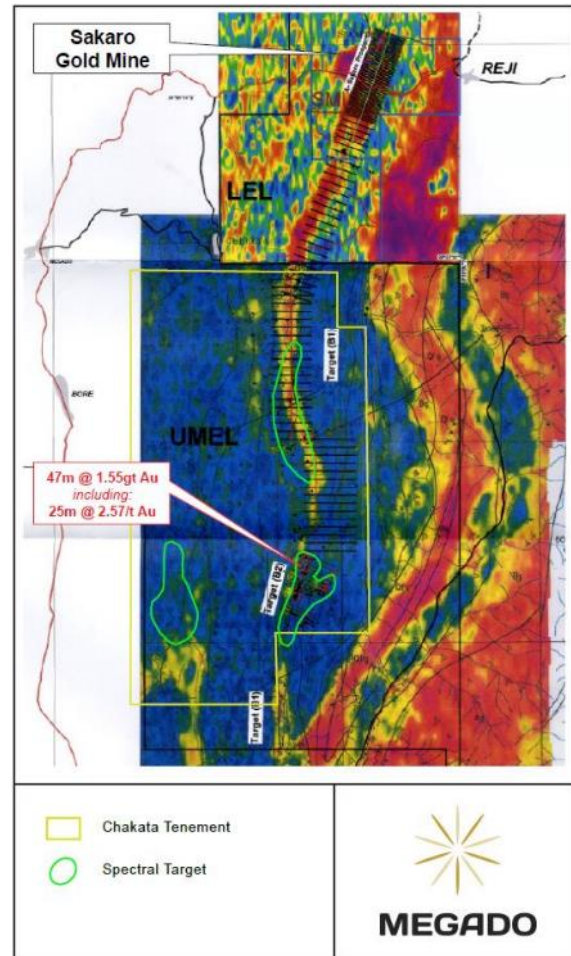 Sakaro
Gold Mine
REJI
LEL
Target (B1)
BORE
UMEL
47m @ 1.55gt Au
including:
25m @ 2.57/t Au
Target (B2)
Target (B1)
Chakata Tenement
Spectral Target
MEGADO